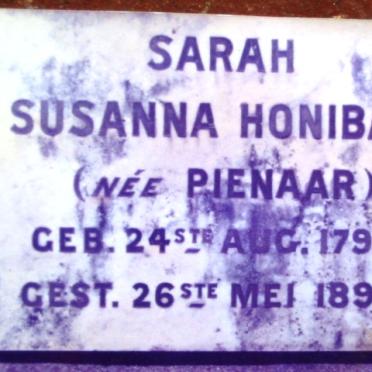 SARAH
SUSANNA HONIBA
(NÉE PIENAAR)
GEB. 24STE AUG. 179
GEST. 26STE MEI 189